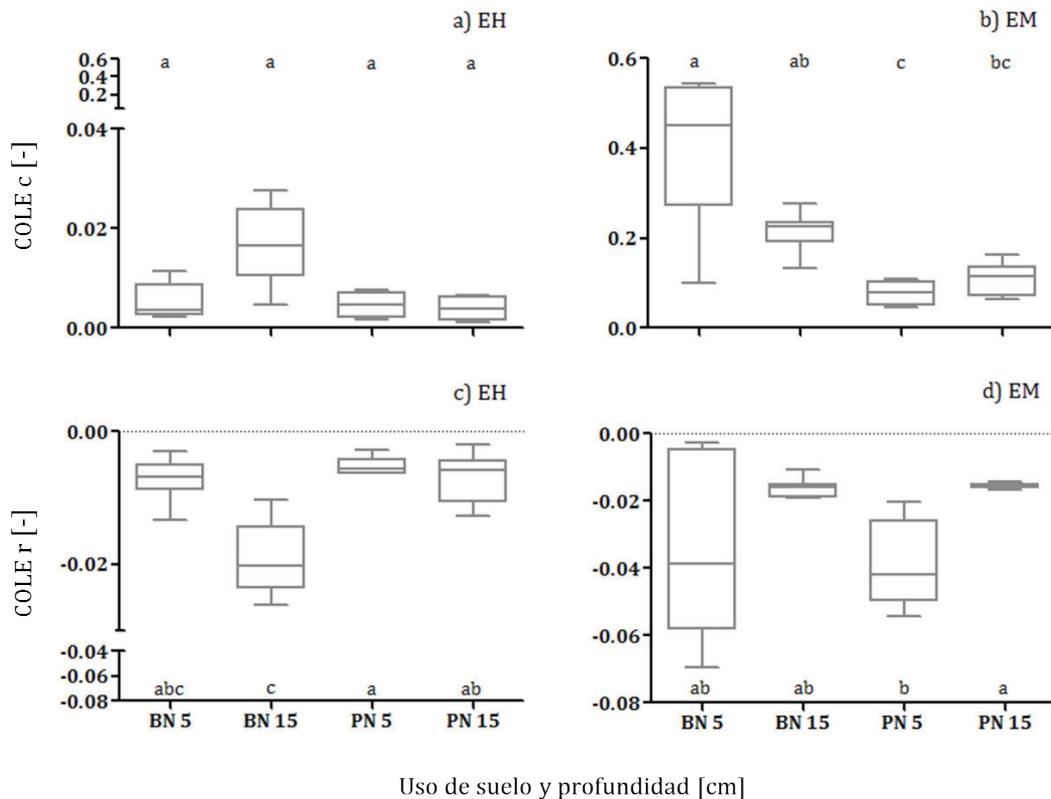 a) EH
b) EM
COLE c [-]
0.6
0.4
0.2
0.04
0.02
0.00
a a a a
0.6
0.4
0.2
0.0
a ab c bc
c) EH
d) EM
COLE r [-]
0.00
-0.02
-0.04
-0.06
-0.08
abc c a ab
BN 5 BN 15 PN 5 PN 15
0.00
-0.02
-0.04
-0.06
-0.08
ab ab b a
BN 5 BN 15 PN 5 PN 15
Uso de suelo y profundidad [cm]